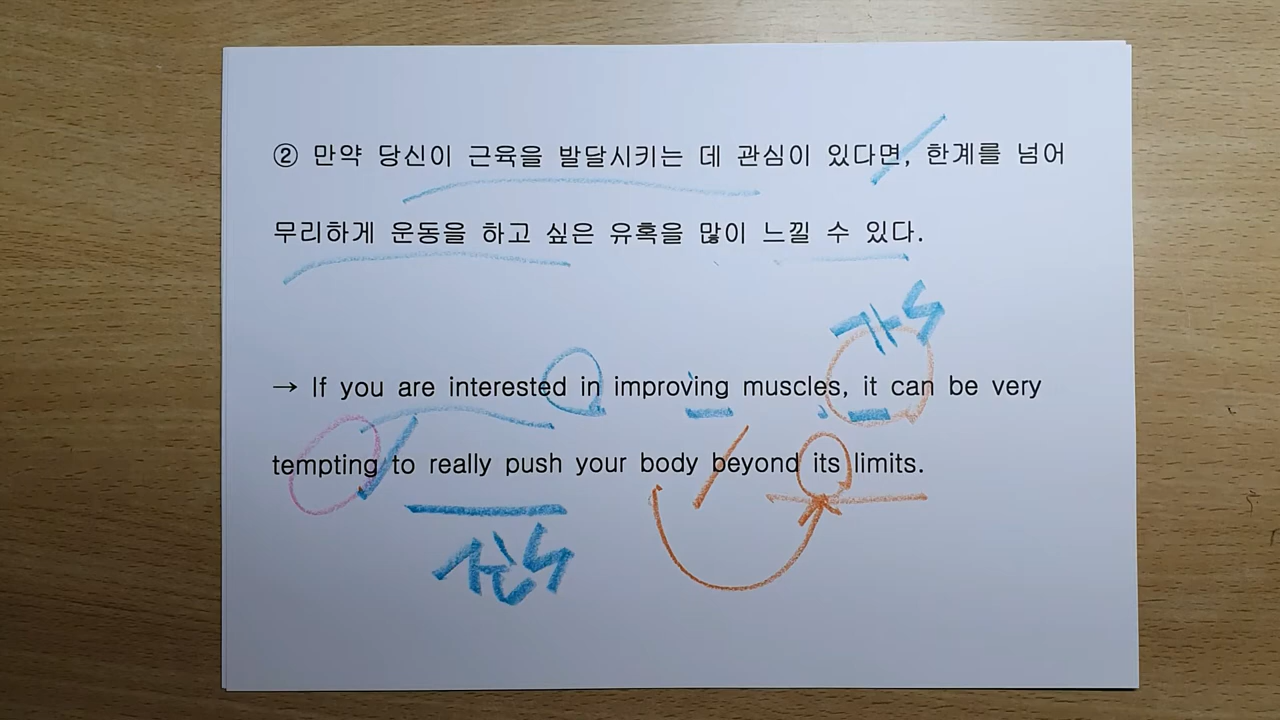 ② 만약 당신이 근육을 발달시키는 데 관심이 있다면, 한계를 넘어
무리하게 운동을 하고 싶은 유혹을 많이 느낄 수 있다.
가S
→ If you are interested in improving muscles, it can be very
tempting to really push your body beyond its limits.
진S